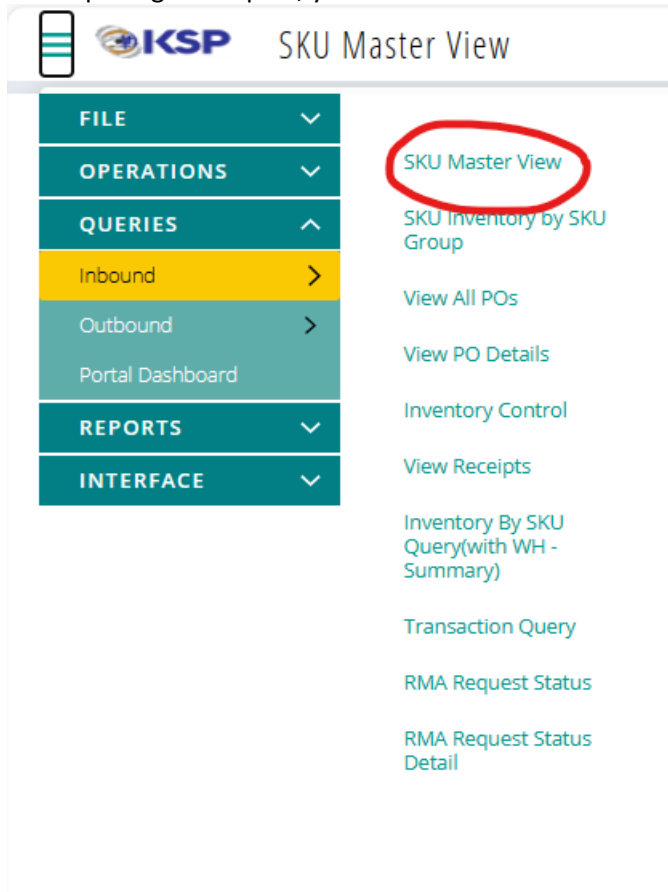 KSP SKU Master View
FILE
OPERATIONS
QUERIES
Inbound
Outbound
Portal Dashboard
REPORTS
INTERFACE
SKU Master View
SKU Inventory by SKU
Group
View All POs
View PO Details
Inventory Control
View Receipts
Inventory By SKU
Query(with WH -
Summary)
Transaction Query
RMA Request Status
RMA Request Status
Detail